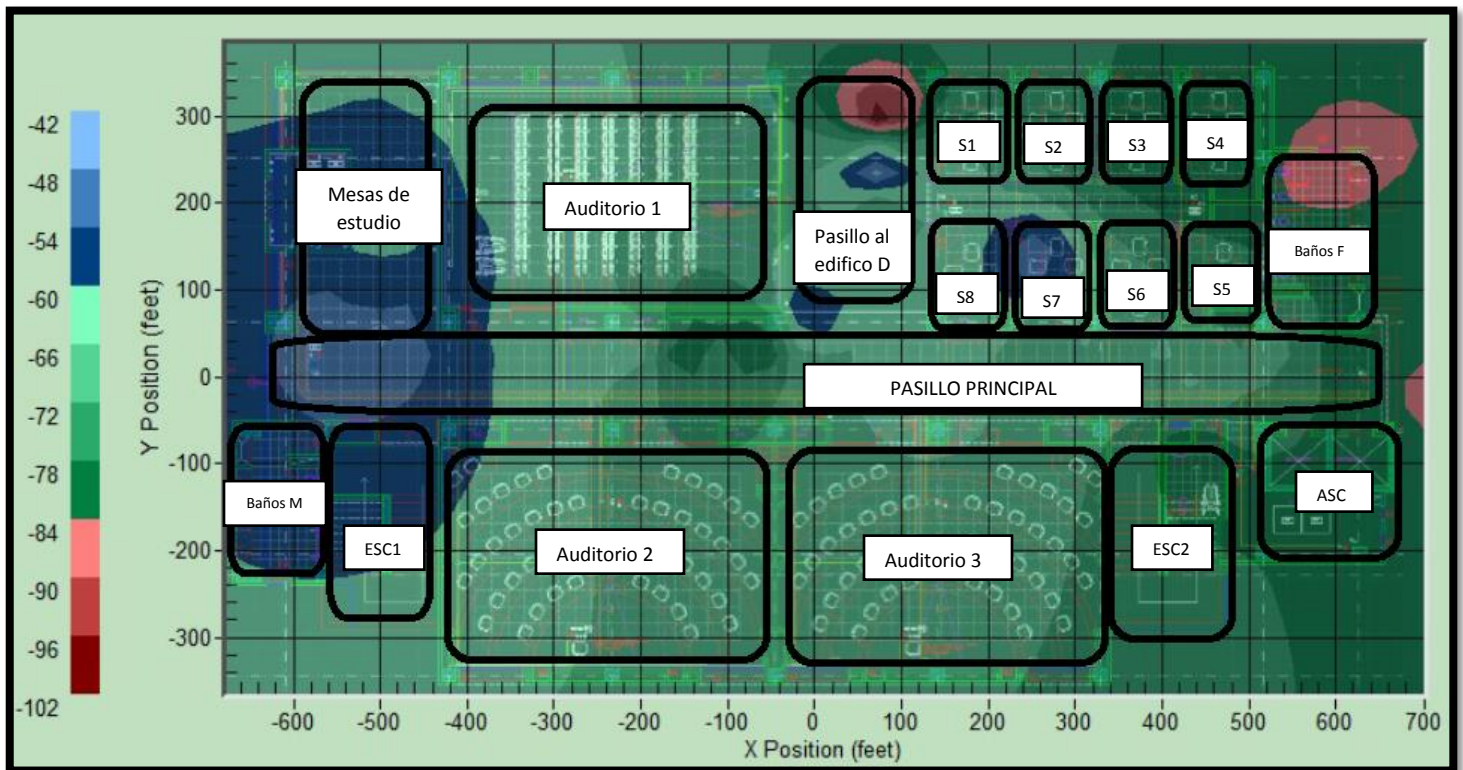 -42
-48
-54
-60
-66
-72
-78
-84
-90
-96
-102
Y Position (feet)
300
200
100
0
-100
-200
-300
Mesas de
estudio
Auditorio 1
Pasillo al
edifico D
S1
S2
S3
S4
S8
S7
S6
S5
Baños F
PASILLO PRINCIPAL
Baños M
ESC1
Auditorio 2
Auditorio 3
ESC2
ASC
-600
-500
-400
-300
-200
-100
0
100
200
300
400
500
600
700
X Position (feet)